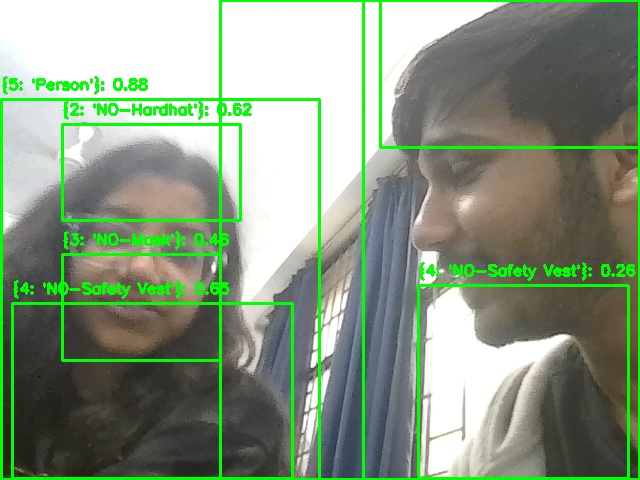 {5: 'Person'}: 0.88
{2: 'NO-Hardhat'}: 0.62
{3: 'NO-Mask'}: 0.46
{4: 'NO-Safety Vest'}: 0.65
{4: 'NO-Safety Vest'}: 0.26